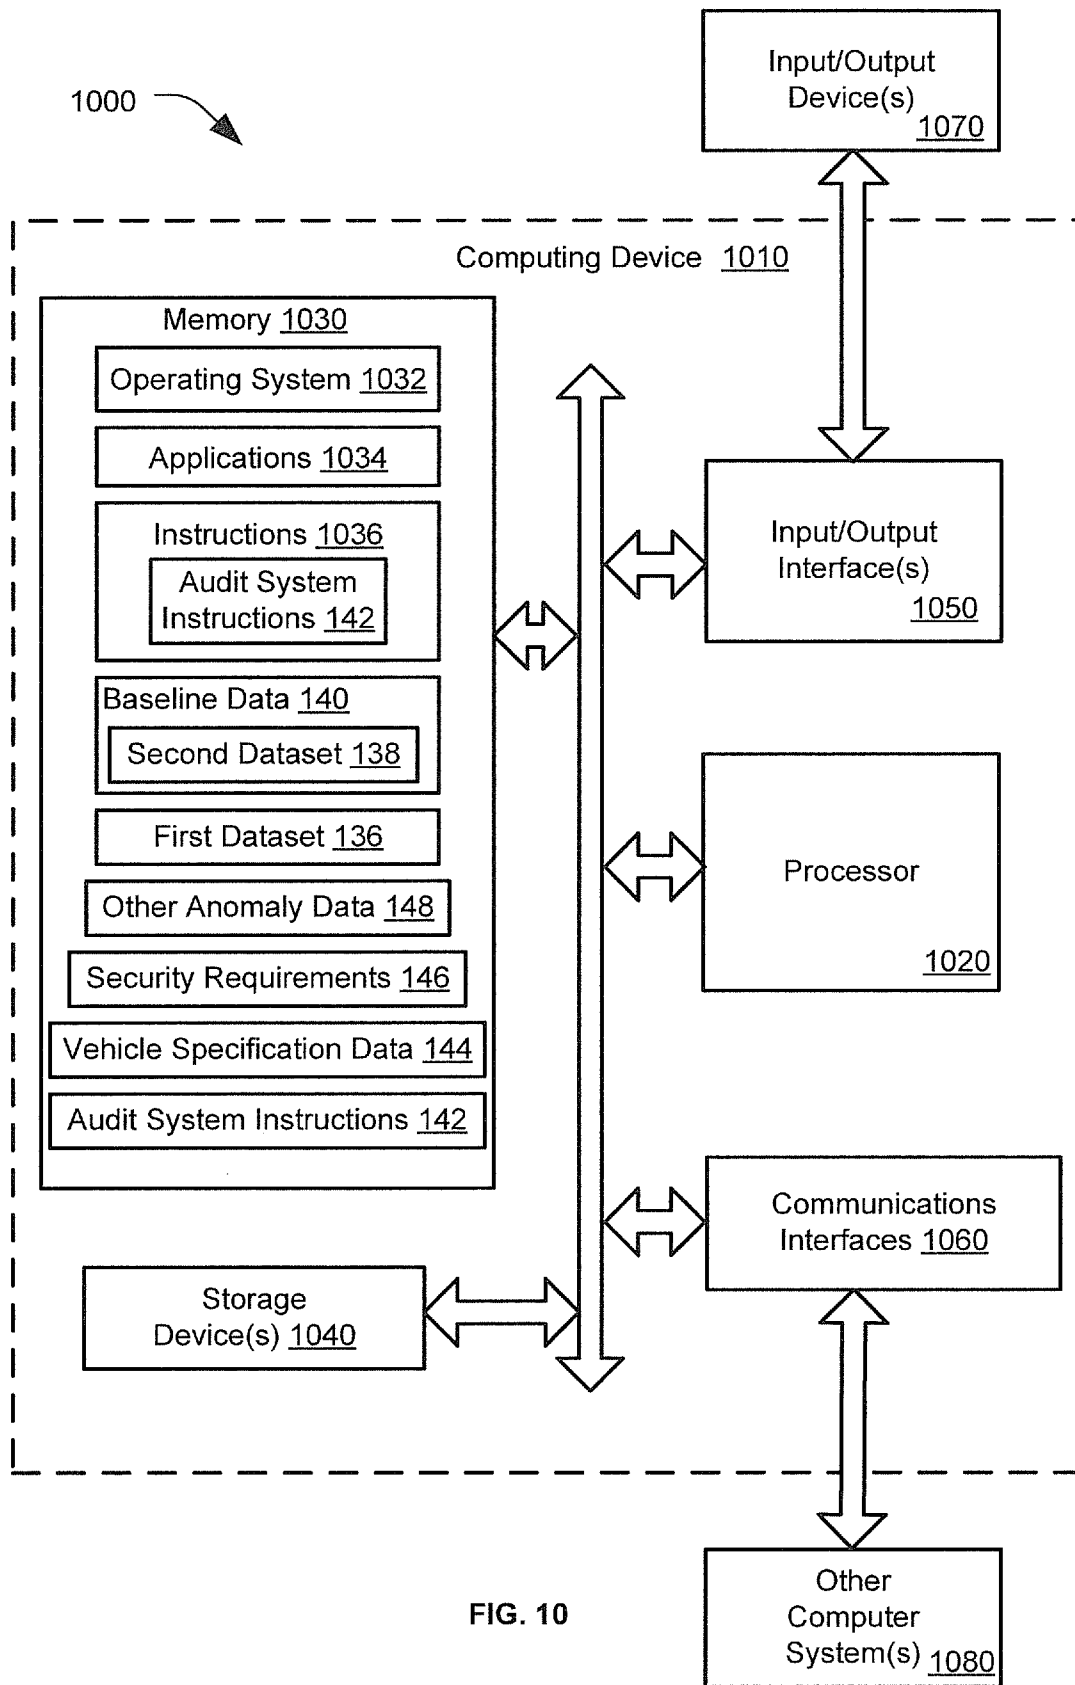 1000
Input/Output
Device(s) 1070
Computing Device 1010
Memory 1030
Operating System 1032
Applications 1034
Instructions 1036
Audit System
Instructions 142
Baseline Data 140
Second Dataset 138
First Dataset 136
Other Anomaly Data 148
Security Requirements 146
Vehicle Specification Data 144
Audit System Instructions 142
Storage
Device(s) 1040
Input/Output
Interface(s)
1050
Processor
1020
Communications
Interfaces 1060
Other
Computer
System(s) 1080
FIG. 10